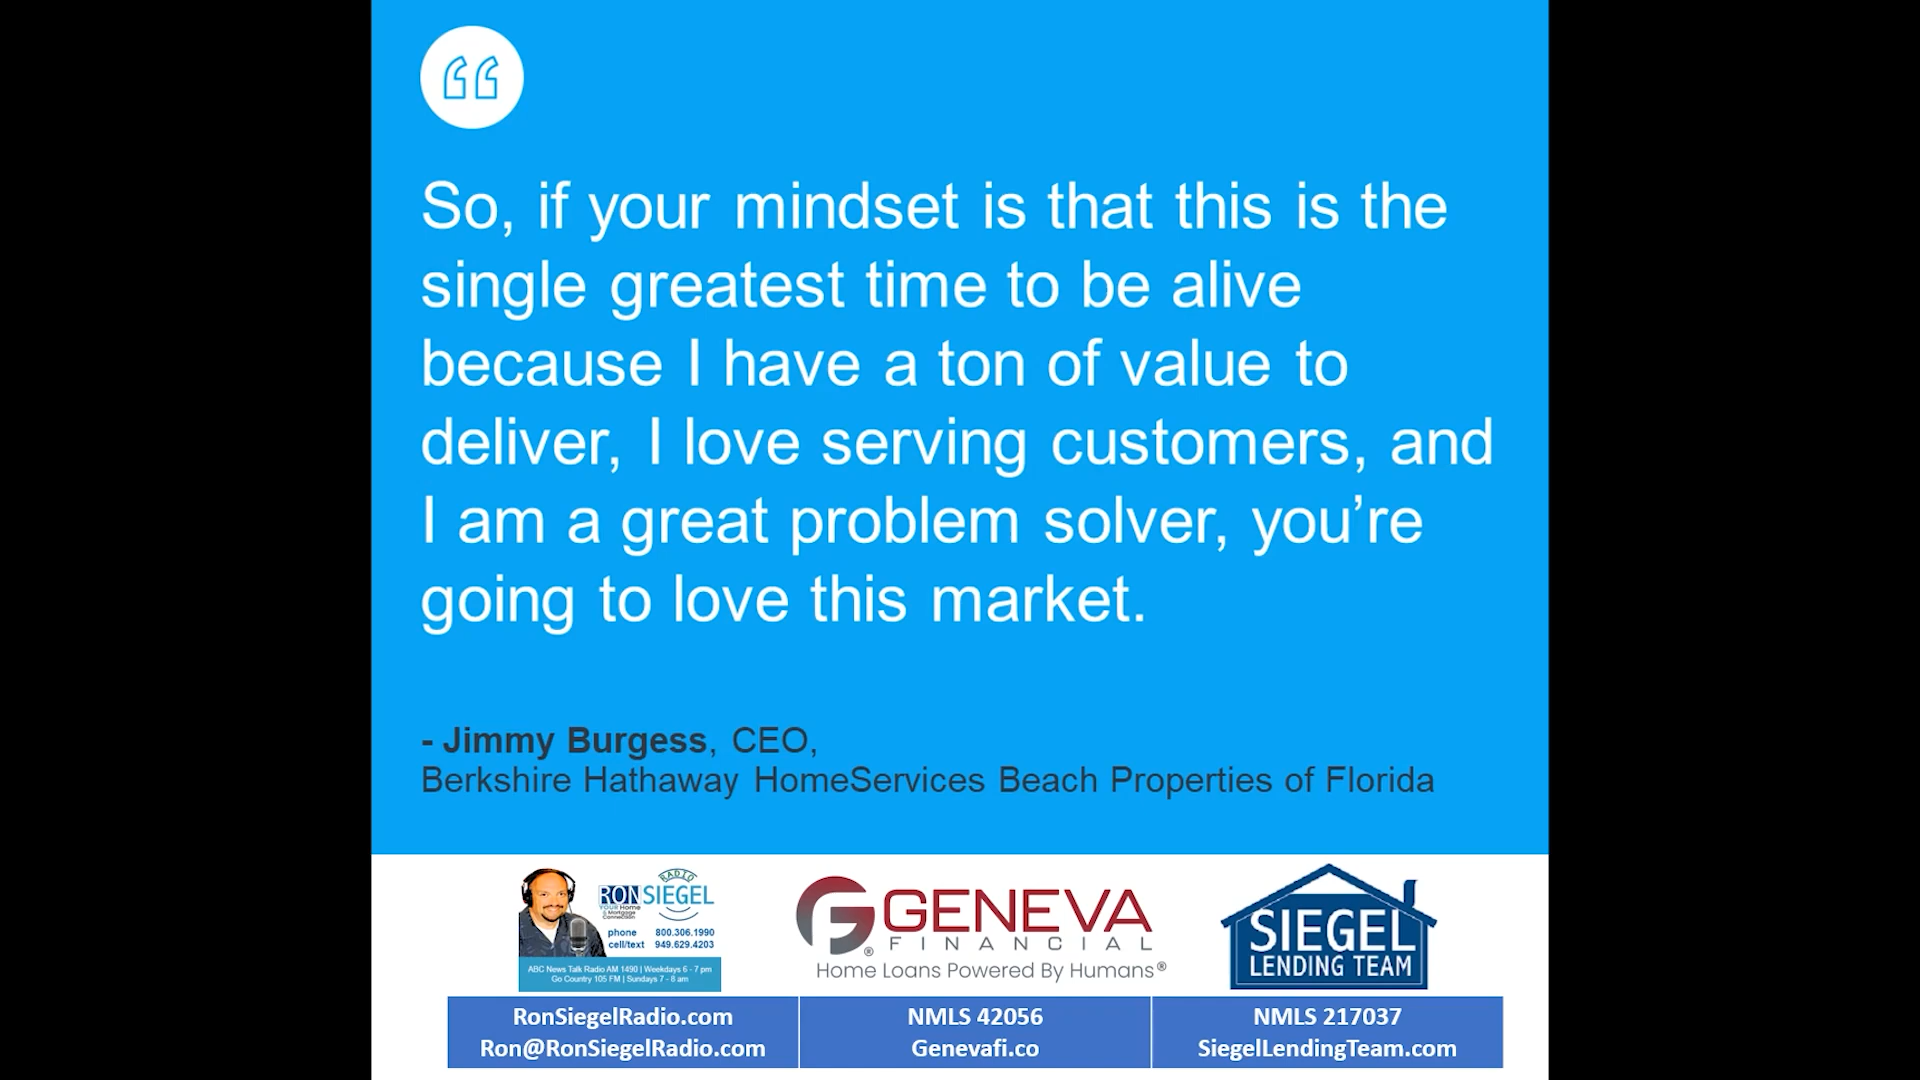 So, if your mindset is that this is the
single greatest time to be alive
because I have a ton of value to
deliver, I love serving customers, and
I am a great problem solver, you’re
going to love this market.
- Jimmy Burgess, CEO,
Berkshire Hathaway HomeServices Beach Properties of Florida
RADIO
RON SIEGEL
YOUR Home
& Mortgage
Connection
phone 800.306.1990
cell/text 949.629.4203
ABC News Talk Radio AM 1490 | Weekdays 6 - 7 pm
Go Country 105 FM | Sundays 7 - 8 am
GENEVA
FINANCIAL
Home Loans Powered By Humans®
SIEGEL
LENDING TEAM
RonSiegelRadio.com
Ron@RonSiegelRadio.com
NMLS 42056
Genevafi.co
NMLS 217037
SiegelLendingTeam.com